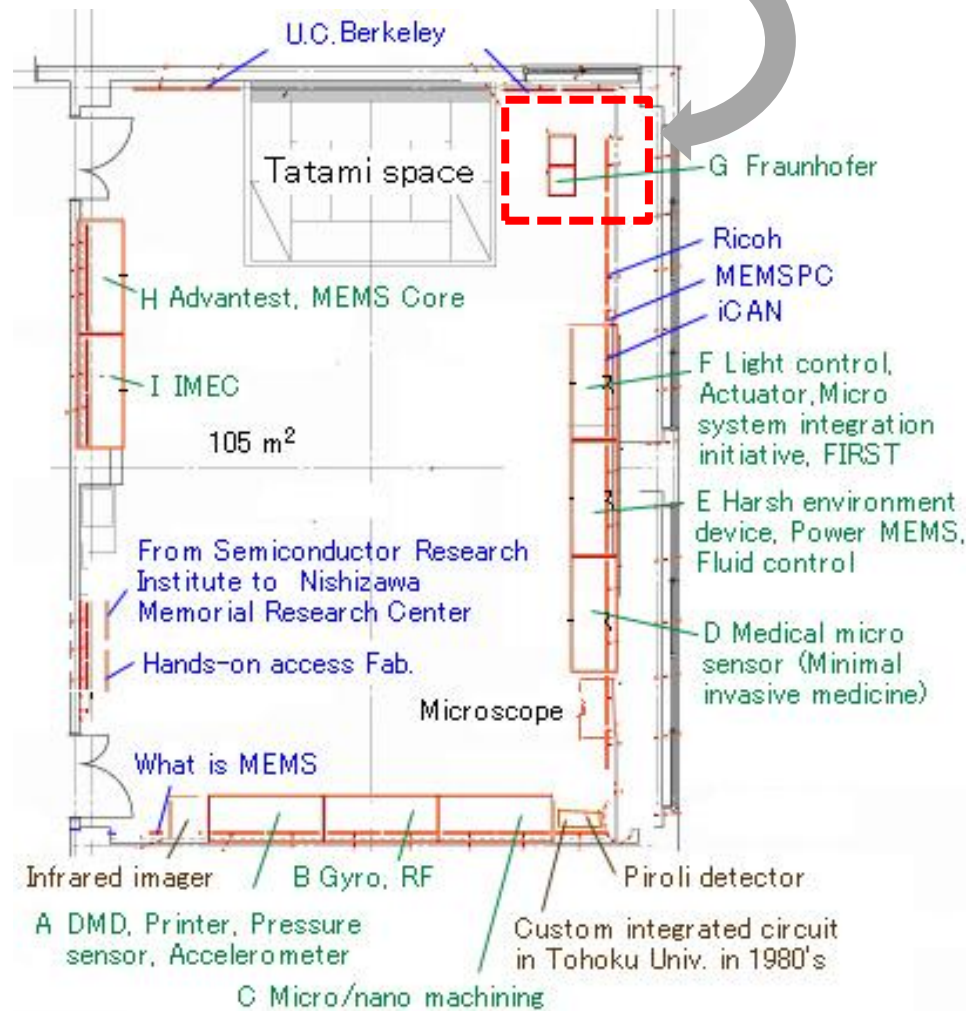 U.C. Berkeley
Tatami space
G Fraunhofer
Ricoh
MEMSPC
iCAN
H Advantest, MEMS Core
I IMEC
F Light control,
Actuator, Micro
system integration
initiative, FIRST
105 m²
E Harsh environment
device, Power MEMS,
Fluid control
From Semiconductor Research
Institute to Nishizawa
Memorial Research Center
Hands-on access Fab.
D Medical micro
sensor (Minimal
invasive medicine)
Microscope
What is MEMS
Infrared imager
B Gyro, RF
Piroli detector
A DMD, Printer, Pressure
sensor, Accelerometer
Custom integrated circuit
in Tohoku Univ. in 1980's
C Micro/nano machining